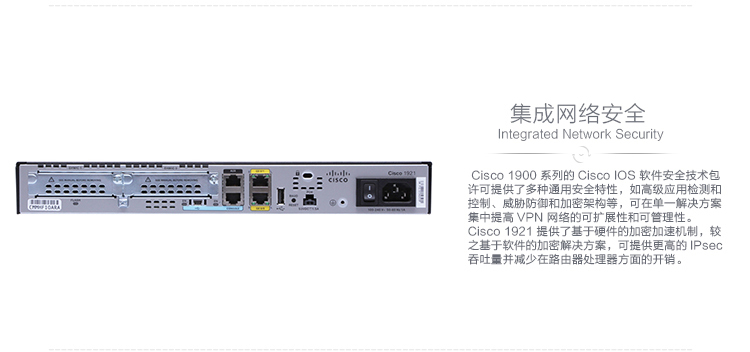 集成网络安全
Integrated Network Security
Cisco 1900 系列的 Cisco IOS 软件安全技术包
许可提供了多种通用安全特性，如高级应用检测和
控制、威胁防御和加密架构等，可在单一解决方案
集中提高 VPN 网络的可扩展性和可管理性。
Cisco 1921 提供了基于硬件的加密加速机制，较
之基于软件的加密解决方案，可提供更高的 IPsec
吞吐量并减少在路由器处理器方面的开销。
CISCO
Cisco 1921